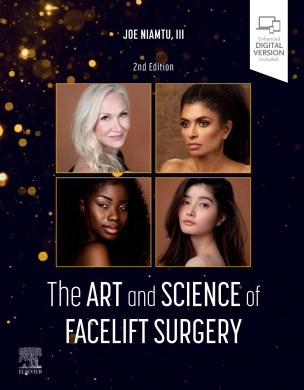 JOE NIAMTU, III
2nd Edition
Enhanced
DIGITAL
VERSION
Included
The ART and SCIENCE of
FACELIFT SURGERY
ELSEVIER